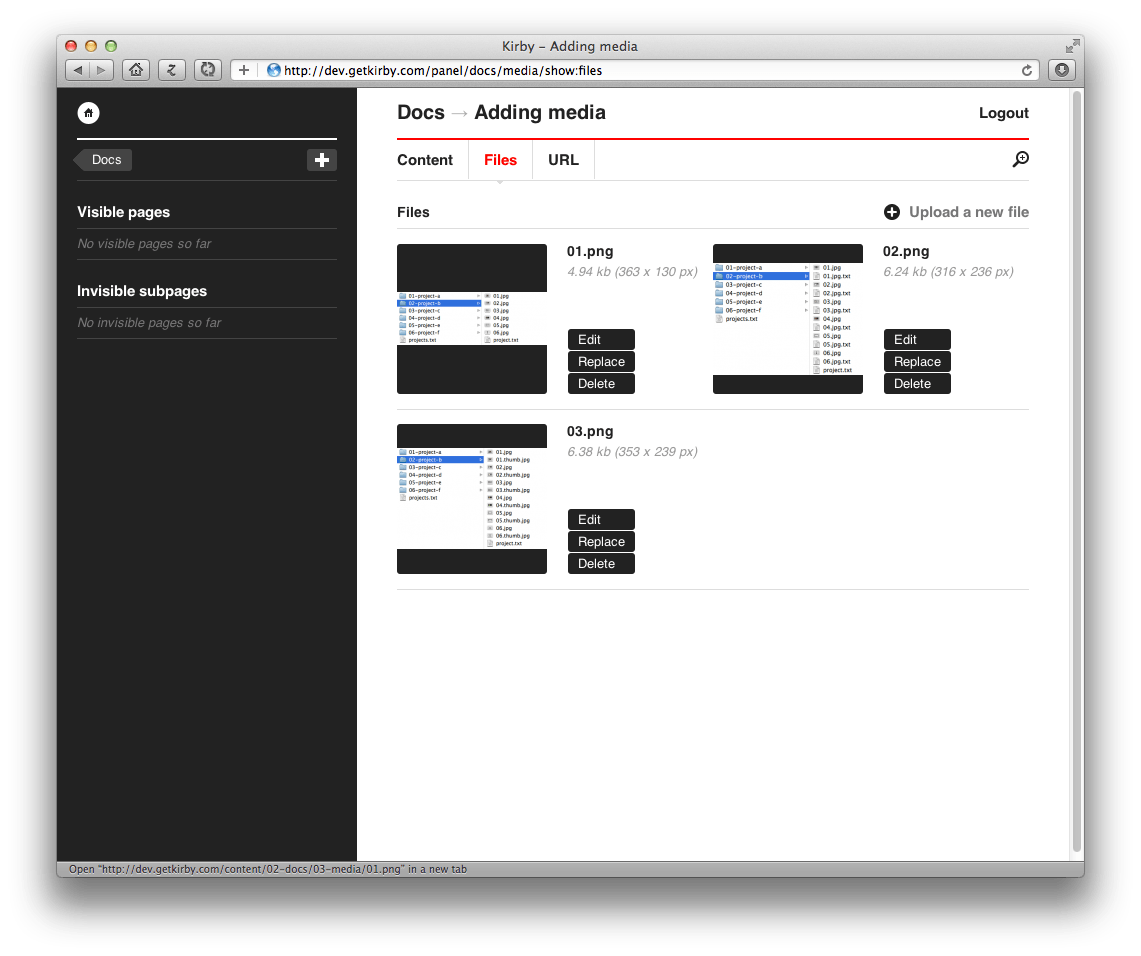 Kirby – Adding media
http://dev.getkirby.com/panel/docs/media/show:files
Docs → Adding media
Logout
Docs
Content
Files
URL
Visible pages
No visible pages so far
Invisible subpages
No invisible pages so far
Files
Upload a new file
01-project-a
02-project-b
03-project-c
04-project-d
05-project-e
06-project-f
projects.txt
01.jpg
02.jpg
03.jpg
04.jpg
05.jpg
06.jpg
project.txt
01.png
4.94 kb (363 x 130 px)
Edit
Replace
Delete
01-project-a
02-project-b
03-project-c
04-project-d
05-project-e
06-project-f
projects.txt
01.jpg
01.jpg.txt
02.jpg
02.jpg.txt
03.jpg
03.jpg.txt
04.jpg
04.jpg.txt
05.jpg
05.jpg.txt
06.jpg
06.jpg.txt
project.txt
02.png
6.24 kb (316 x 236 px)
Edit
Replace
Delete
01-project-a
02-project-b
03-project-c
04-project-d
05-project-e
06-project-f
projects.txt
01.jpg
01.thumb.jpg
02.jpg
02.thumb.jpg
03.jpg
03.thumb.jpg
04.jpg
04.thumb.jpg
05.jpg
05.thumb.jpg
06.jpg
06.thumb.jpg
project.txt
03.png
6.38 kb (353 x 239 px)
Edit
Replace
Delete
Open "http://dev.getkirby.com/content/02-docs/03-media/01.png" in a new tab